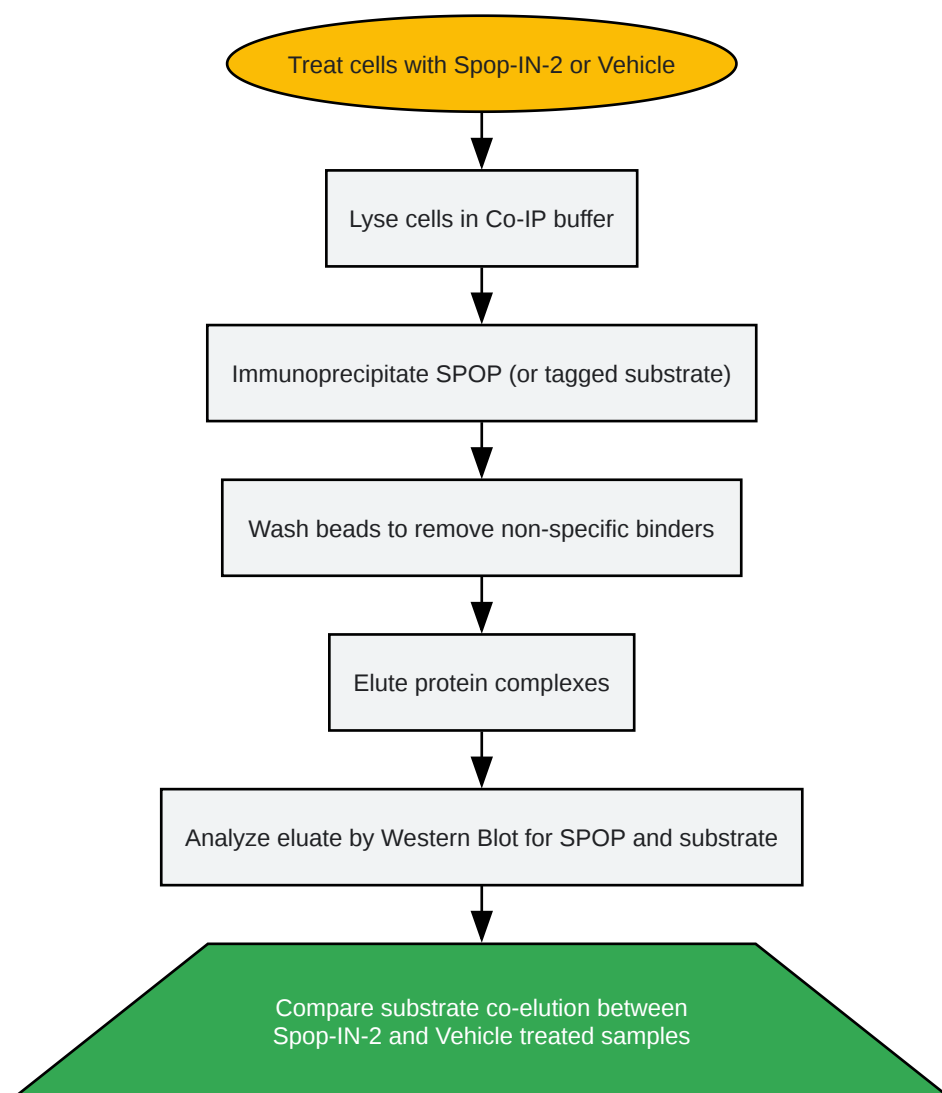 Treat cells with Spop-IN-2 or Vehicle
Lyse cells in Co-IP buffer
Immunoprecipitate SPOP (or tagged substrate)
Wash beads to remove non-specific binders
Elute protein complexes
Analyze eluate by Western Blot for SPOP and substrate
Compare substrate co-elution between
Spop-IN-2 and Vehicle treated samples